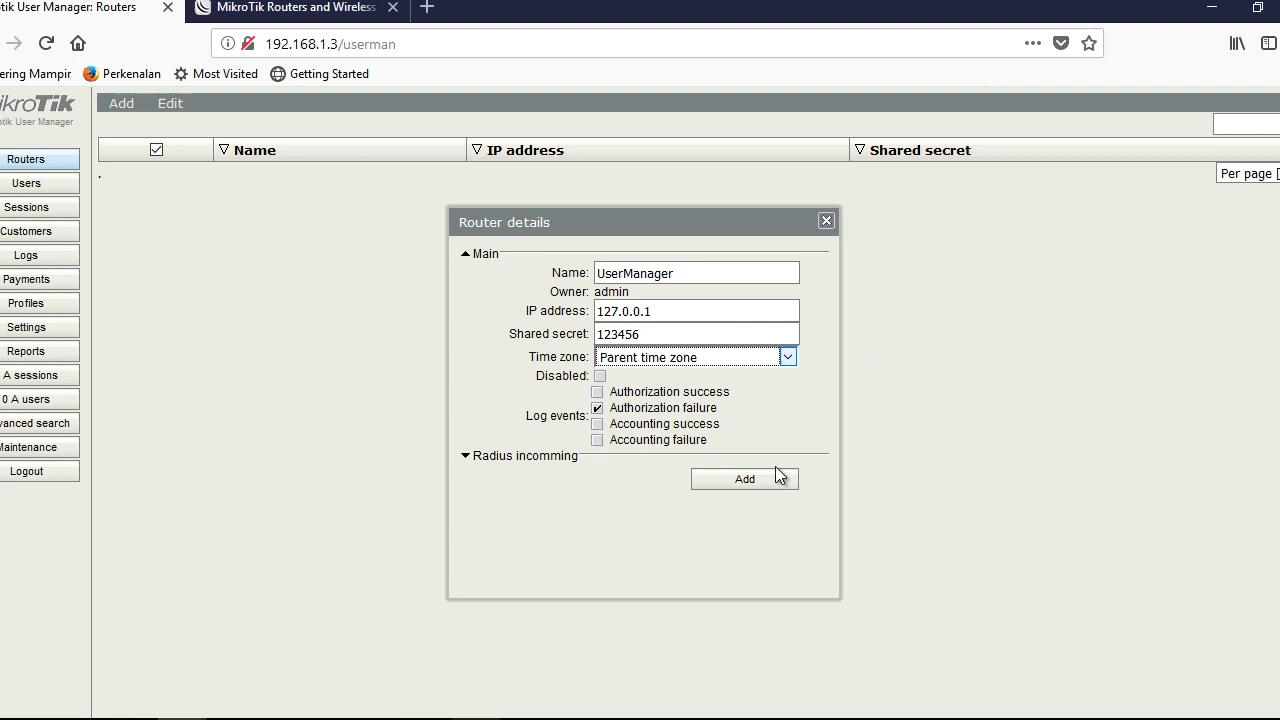 tik User Manager: Routers
MikroTik Routers and Wireless
192.168.1.3/userman
ering Mampir Perkenalan Most Visited Getting Started
ikroTik
otik User Manager
Add Edit
Name IP address Shared secret
Per page
.
Routers
Users
Sessions
Customers
Logs
Payments
Profiles
Settings
Reports
A sessions
0 A users
vanced search
Maintenance
Logout
Router details
Main
Name: UserManager
Owner: admin
IP address: 127.0.0.1
Shared secret: 123456
Time zone: Parent time zone
Disabled:
Log events:
Authorization success
Authorization failure
Accounting success
Accounting failure
Radius incomming
Add